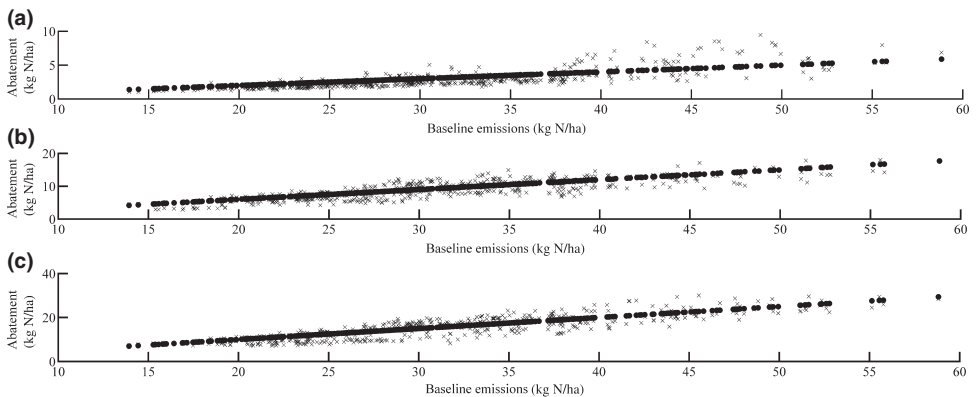 (a)
10
5
0
Abatement
(kg N/ha)
10 15 20 25 30 35 40 45 50 55 60
Baseline emissions (kg N/ha)
(b)
20
10
0
Abatement
(kg N/ha)
10 15 20 25 30 35 40 45 50 55 60
Baseline emissions (kg N/ha)
(c)
40
20
0
Abatement
(kg N/ha)
10 15 20 25 30 35 40 45 50 55 60
Baseline emissions (kg N/ha)